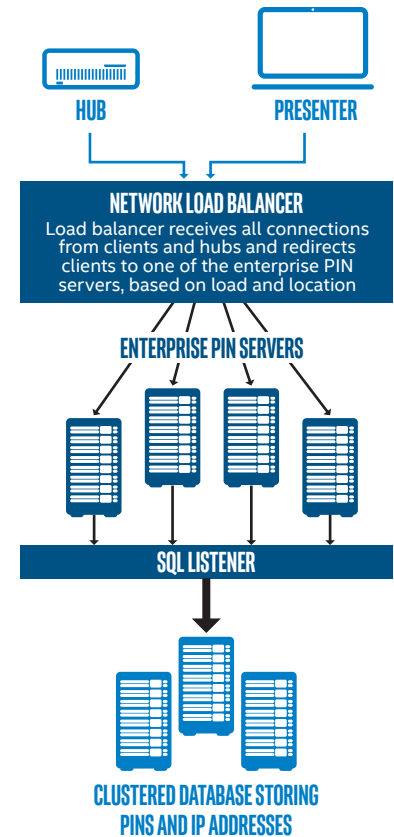 HUB
PRESENTER
NETWORK LOAD BALANCER
Load balancer receives all connections
from clients and hubs and redirects
clients to one of the enterprise PIN
servers, based on load and location
ENTERPRISE PIN SERVERS
SQL LISTENER
CLUSTERED DATABASE STORING
PINS AND IP ADDRESSES